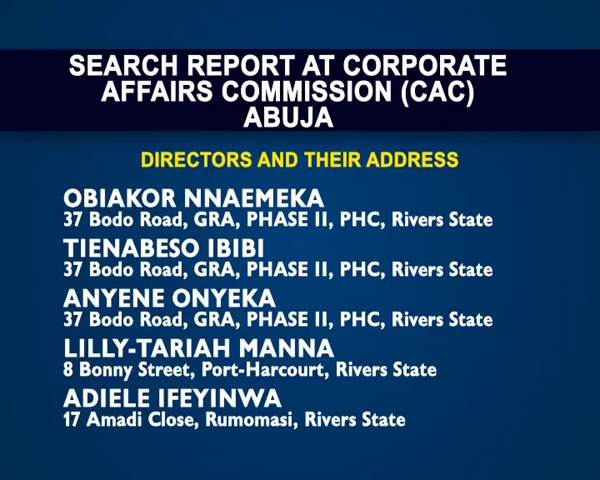 SEARCH REPORT AT CORPORATE
AFFAIRS COMMISSION (CAC)
ABUJA
DIRECTORS AND THEIR ADDRESS
OBIAKOR NNAEMEKA
37 Bodo Road, GRA, PHASE II, PHC, Rivers State
TIENABESO IBIBI
37 Bodo Road, GRA, PHASE II, PHC, Rivers State
ANYENE ONYEKA
37 Bodo Road, GRA, PHASE II, PHC, Rivers State
LILLY-TARIAH MANNA
8 Bonny Street, Port-Harcourt, Rivers State
ADIELE IFEYINWA
17 Amadi Close, Rumomasi, Rivers State